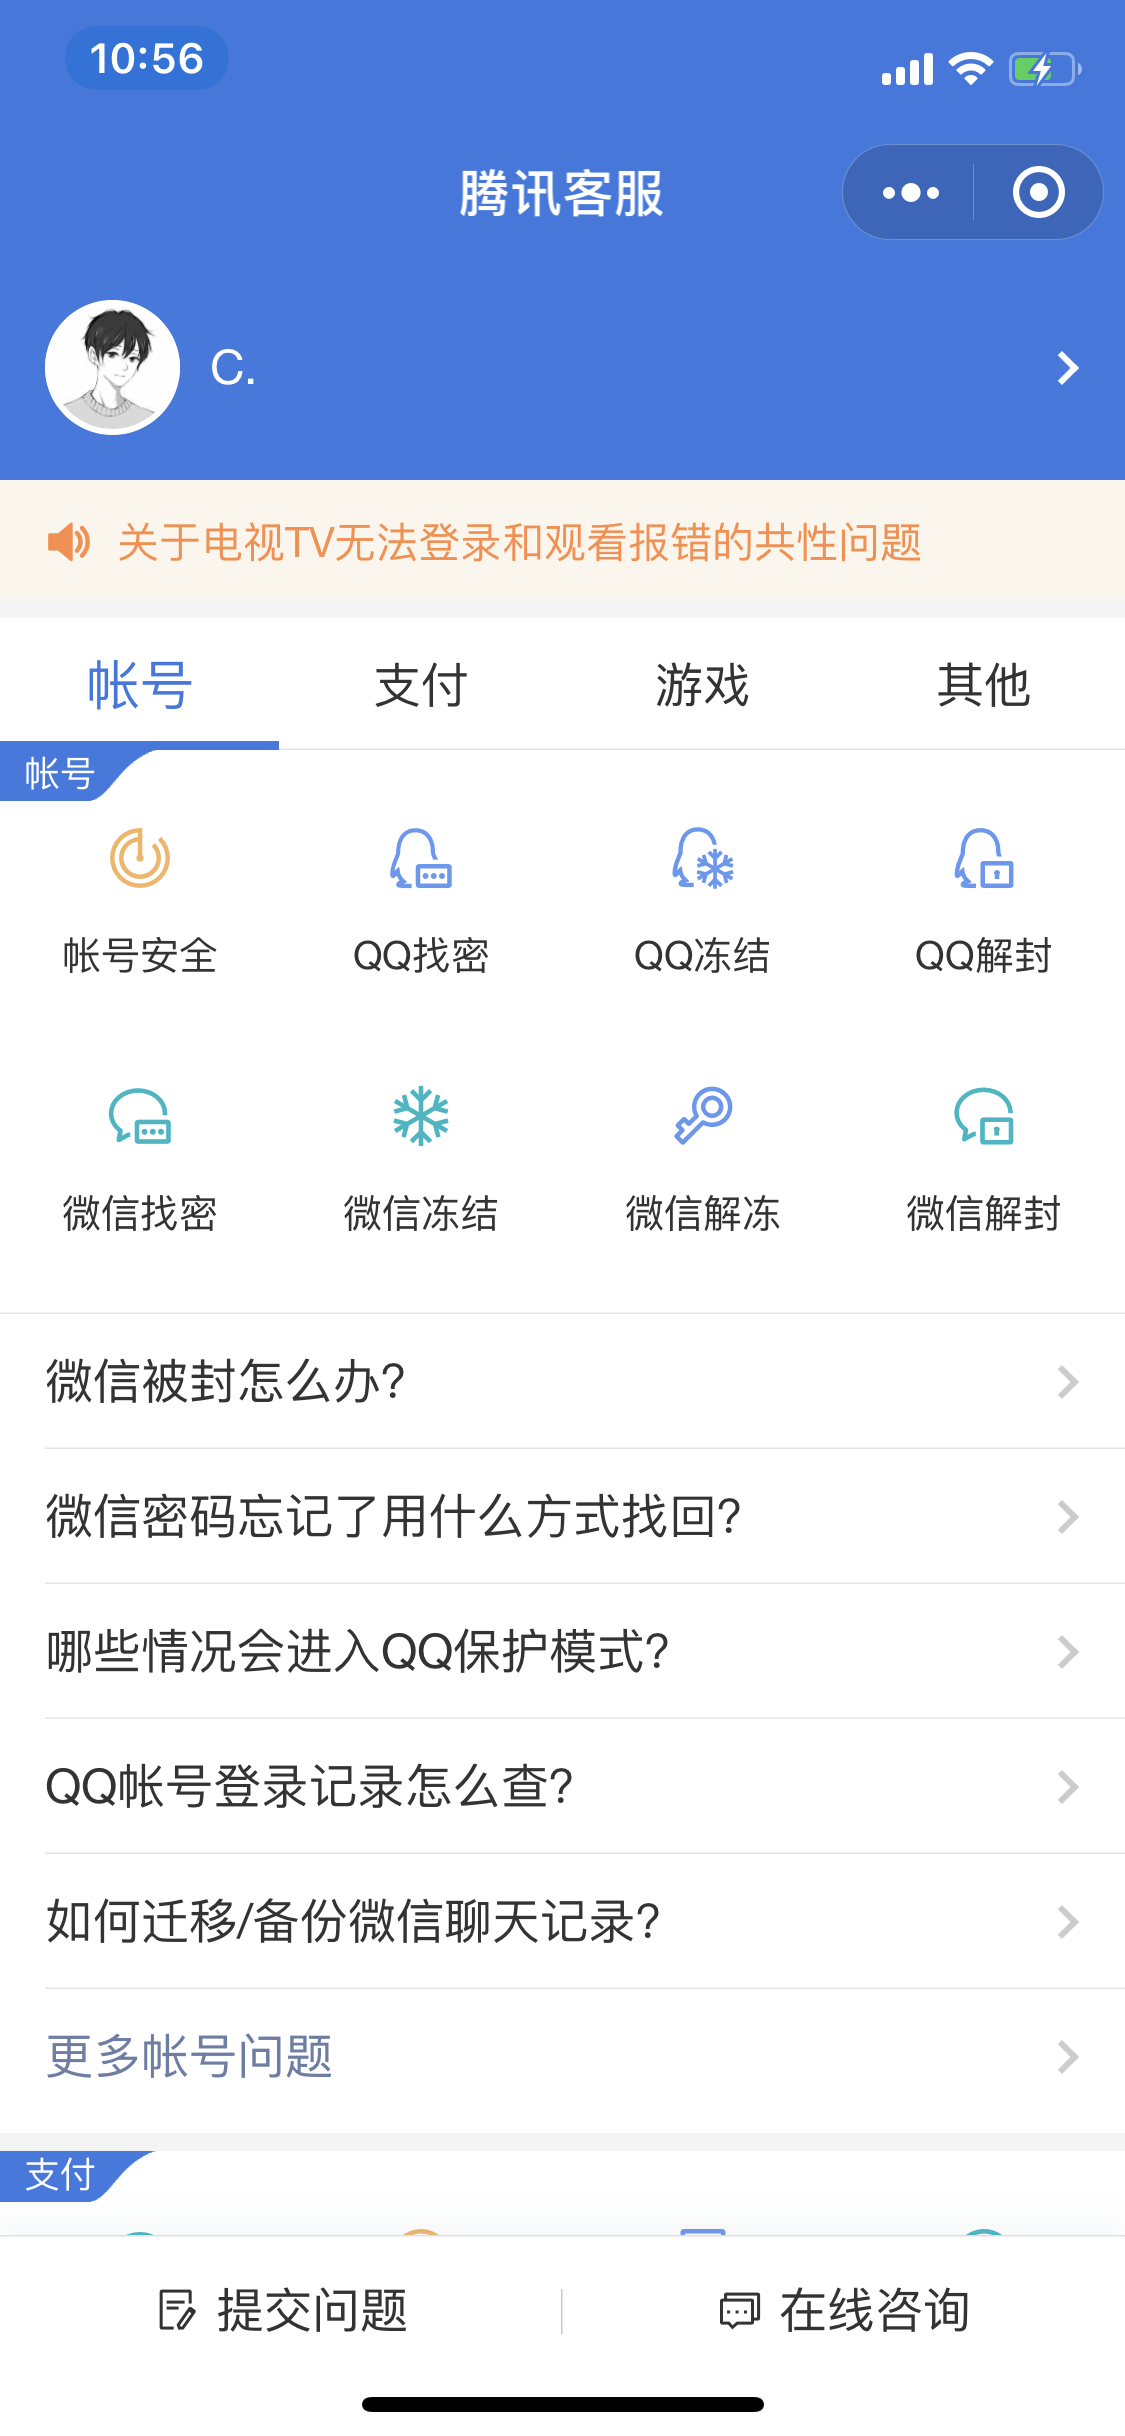 10:56
腾讯客服
C.
关于电视TV无法登录和观看报错的共性问题
帐号 支付 游戏 其他
帐号
帐号安全 QQ找密 QQ冻结 QQ解封
微信找密 微信冻结 微信解冻 微信解封
微信被封怎么办?
微信密码忘记了用什么方式找回?
哪些情况会进入QQ保护模式?
QQ帐号登录记录怎么查?
如何迁移/备份微信聊天记录?
更多帐号问题
支付
提交问题 在线咨询